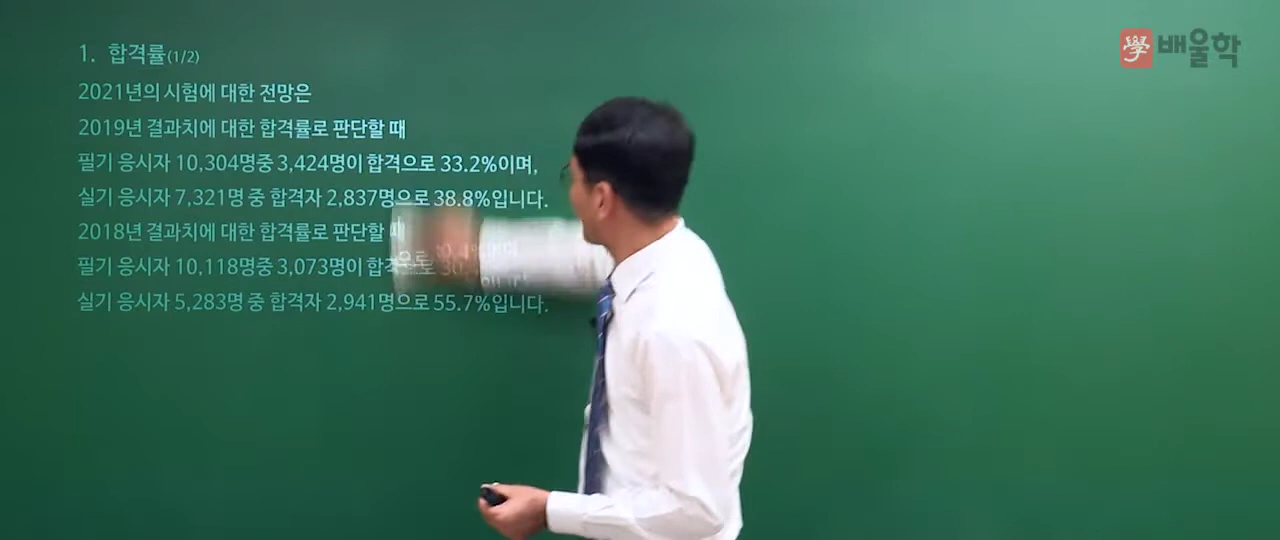 學 배울학
1. 합격률(1/2)
2021년의 시험에 대한 전망은
2019년 결과치에 대한 합격률로 판단할 때
필기 응시자 10,304명중 3,424명이 합격으로 33.2%이며,
실기 응시자 7,321명 중 합격자 2,837명으로 38.8%입니다.
2018년 결과치에 대한 합격률로 판단할
필기 응시자 10,118명중 3,073명이
실기 응시자 5,283명 중 합격자 2,941명으로 55.7%입니다.